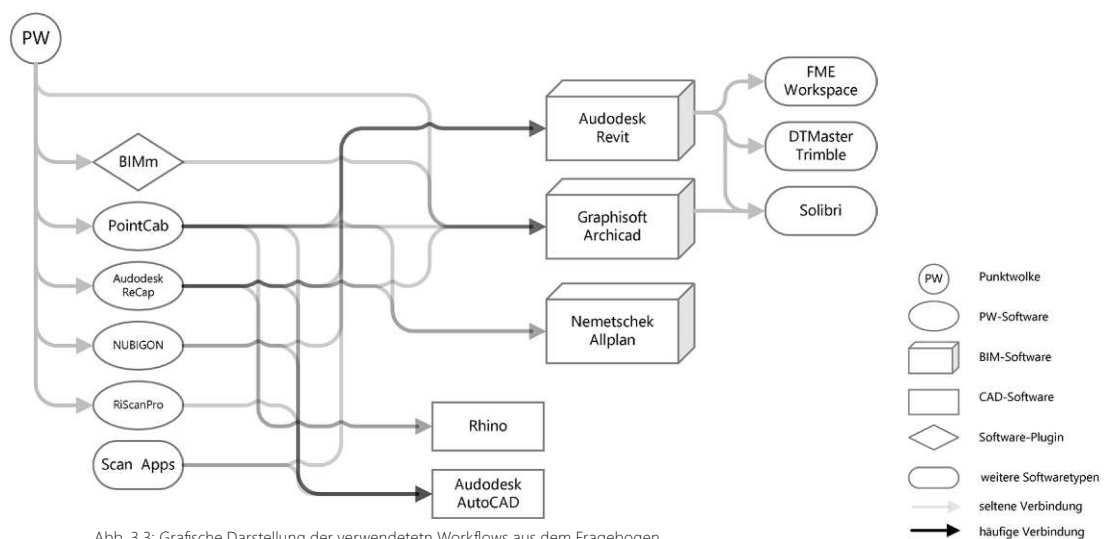 PW
BIMm
PointCab
Audodesk
ReCap
NUBIGON
RiScanPro
Scan Apps
Audodesk
Revit
Graphisoft
Archicad
Nemetschek
Allplan
Rhino
Audodesk
AutoCAD
FME
Workspace
DTMaster
Trimble
Solibri
PW Punktwolke
PW-Software
BIM-Software
CAD-Software
Software-Plugin
weitere Softwaretypen
seltene Verbindung
häufige Verbindung
Abb. 3.3: Grafische Darstellung der verwendetetn Workflows aus dem Fragebogen